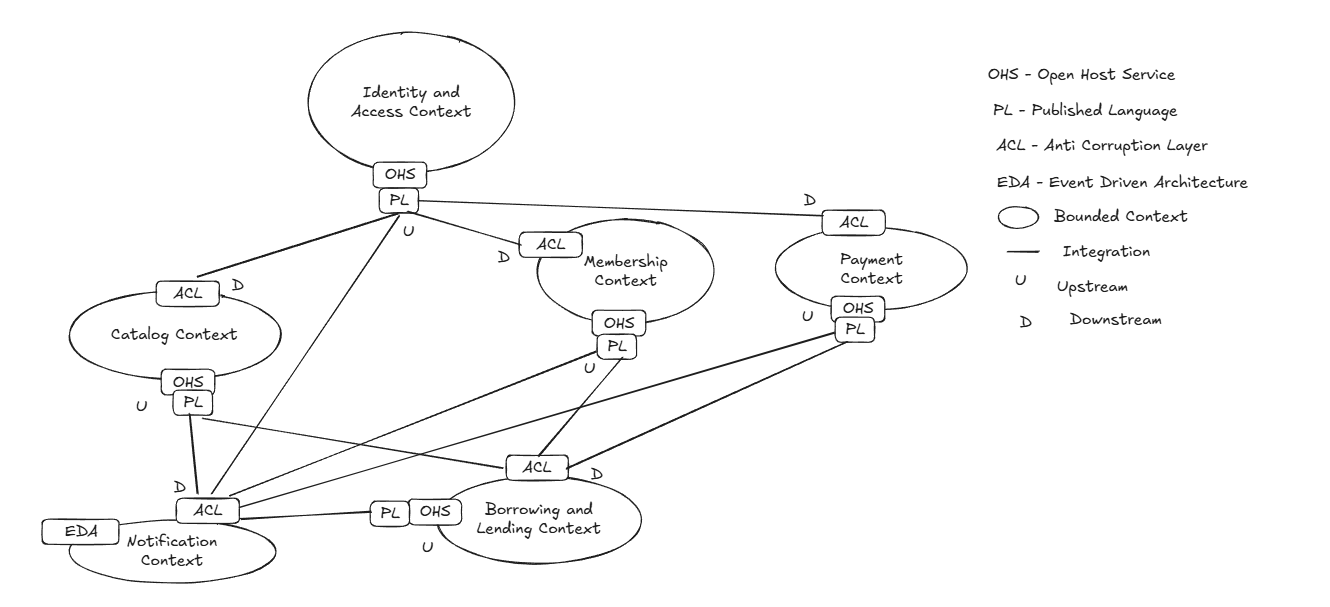 Identity and
Access Context
OHS
PL
U
OHS - Open Host Service
PL - Published Language
ACL - Anti Corruption Layer
EDA - Event Driven Architecture
Bounded Context
Integration
U Upstream
D Downstream
D
ACL
Payment
Context
OHS
U
PL
ACL
D
Membership
Context
OHS
PL
U
ACL
D
Catalog Context
OHS
PL
U
D
ACL
EDA
Notification
Context
ACL
D
PL
OHS
U
Borrowing and
Lending Context